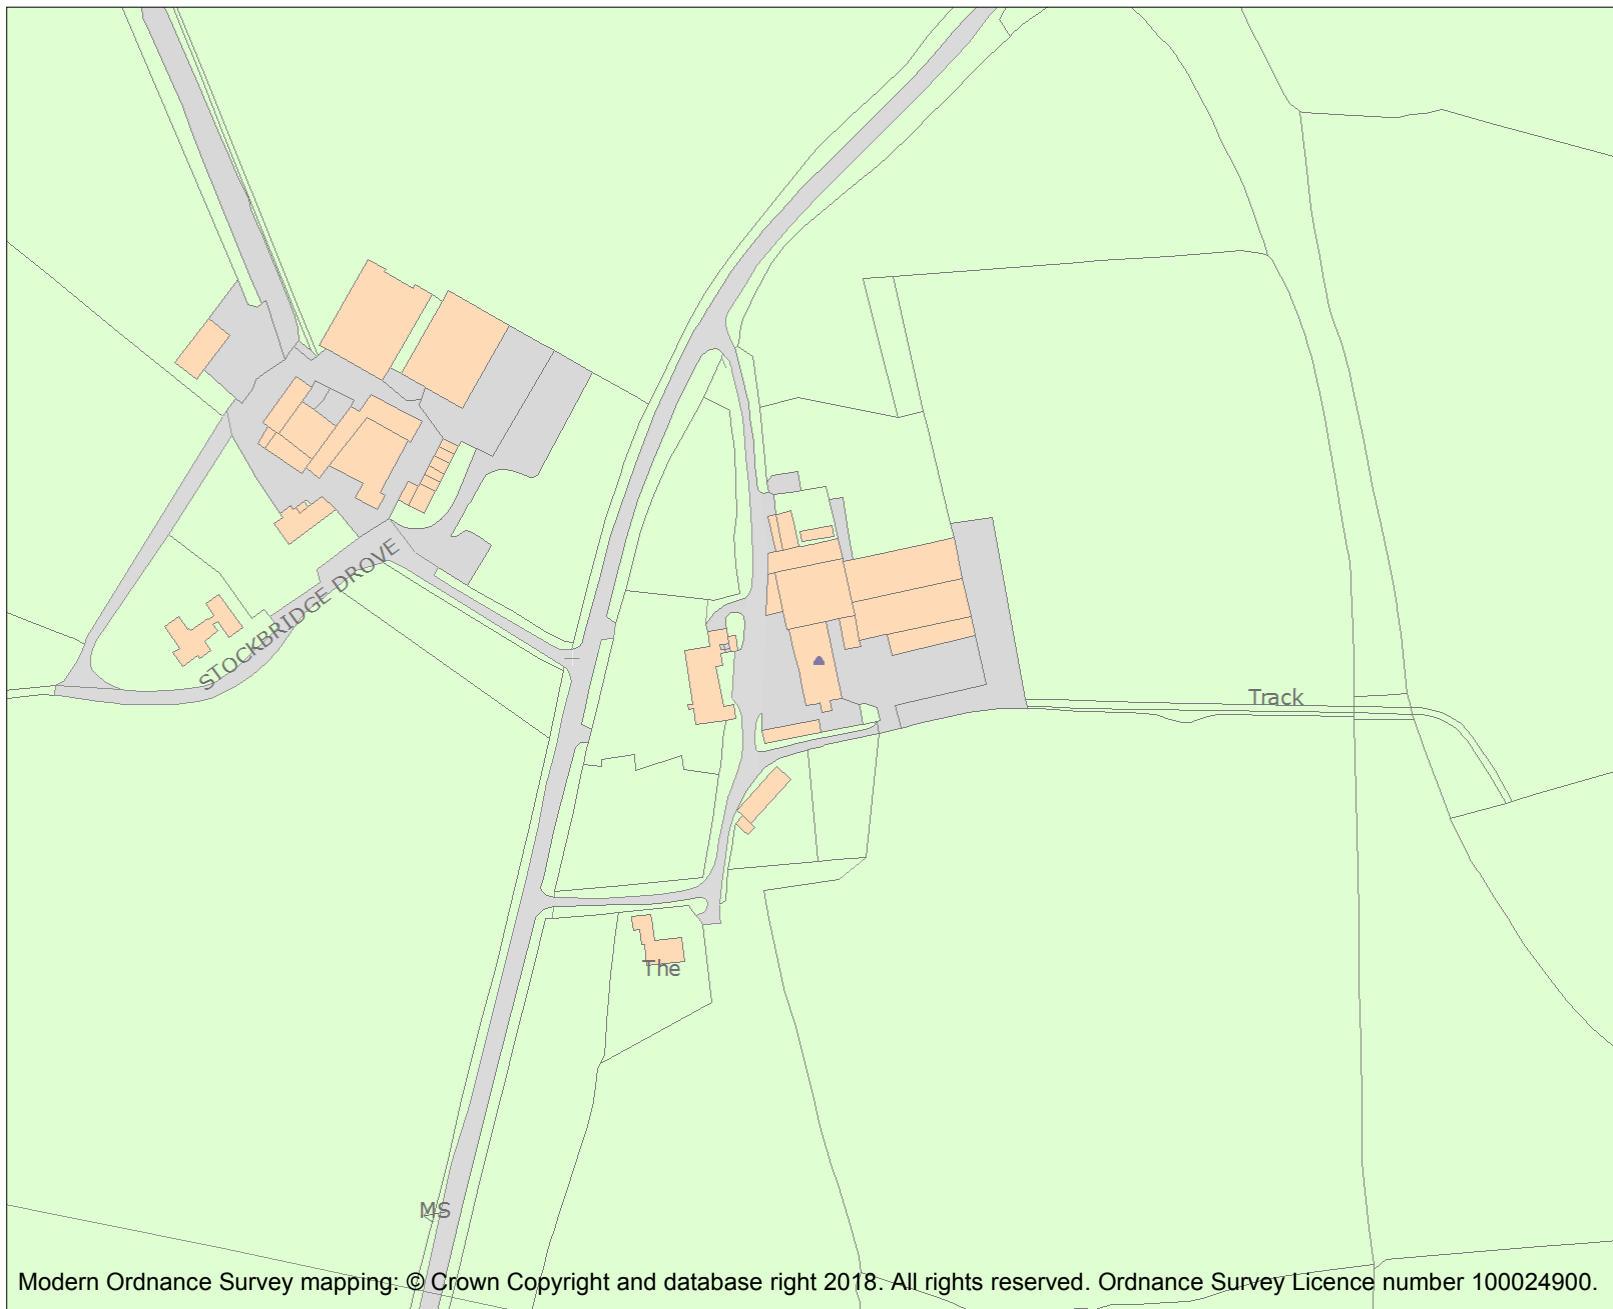 STOCKBRIDGE DROVE
Track
The
MS
Modern Ordnance Survey mapping: © Crown Copyright and database right 2018. All rights reserved. Ordnance Survey Licence number 100024900.